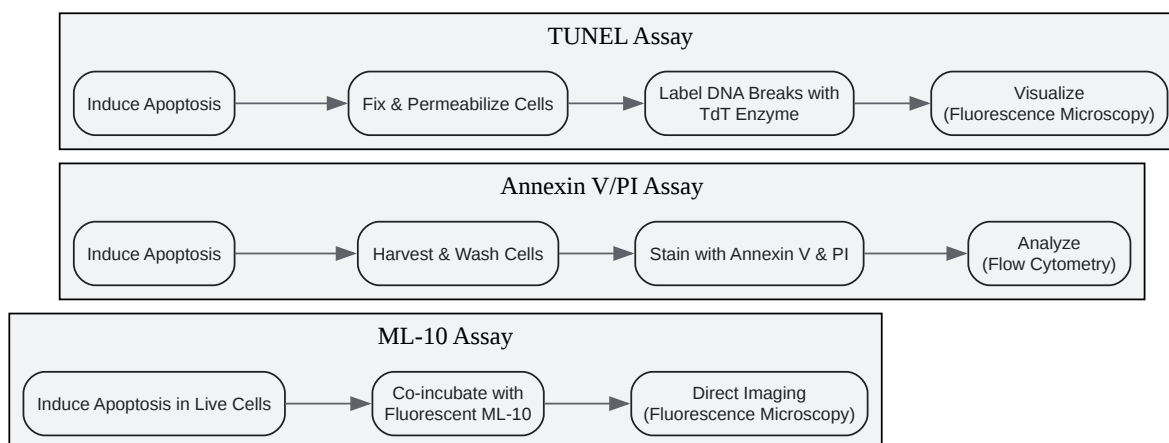 TUNEL Assay
Induce Apoptosis
Fix & Permeabilize Cells
Label DNA Breaks with
TdT Enzyme
Visualize
(Fluorescence Microscopy)
Annexin V/PI Assay
Induce Apoptosis
Harvest & Wash Cells
Stain with Annexin V & PI
Analyze
(Flow Cytometry)
ML-10 Assay
Induce Apoptosis in Live Cells
Co-incubate with
Fluorescent ML-10
Direct Imaging
(Fluorescence Microscopy)